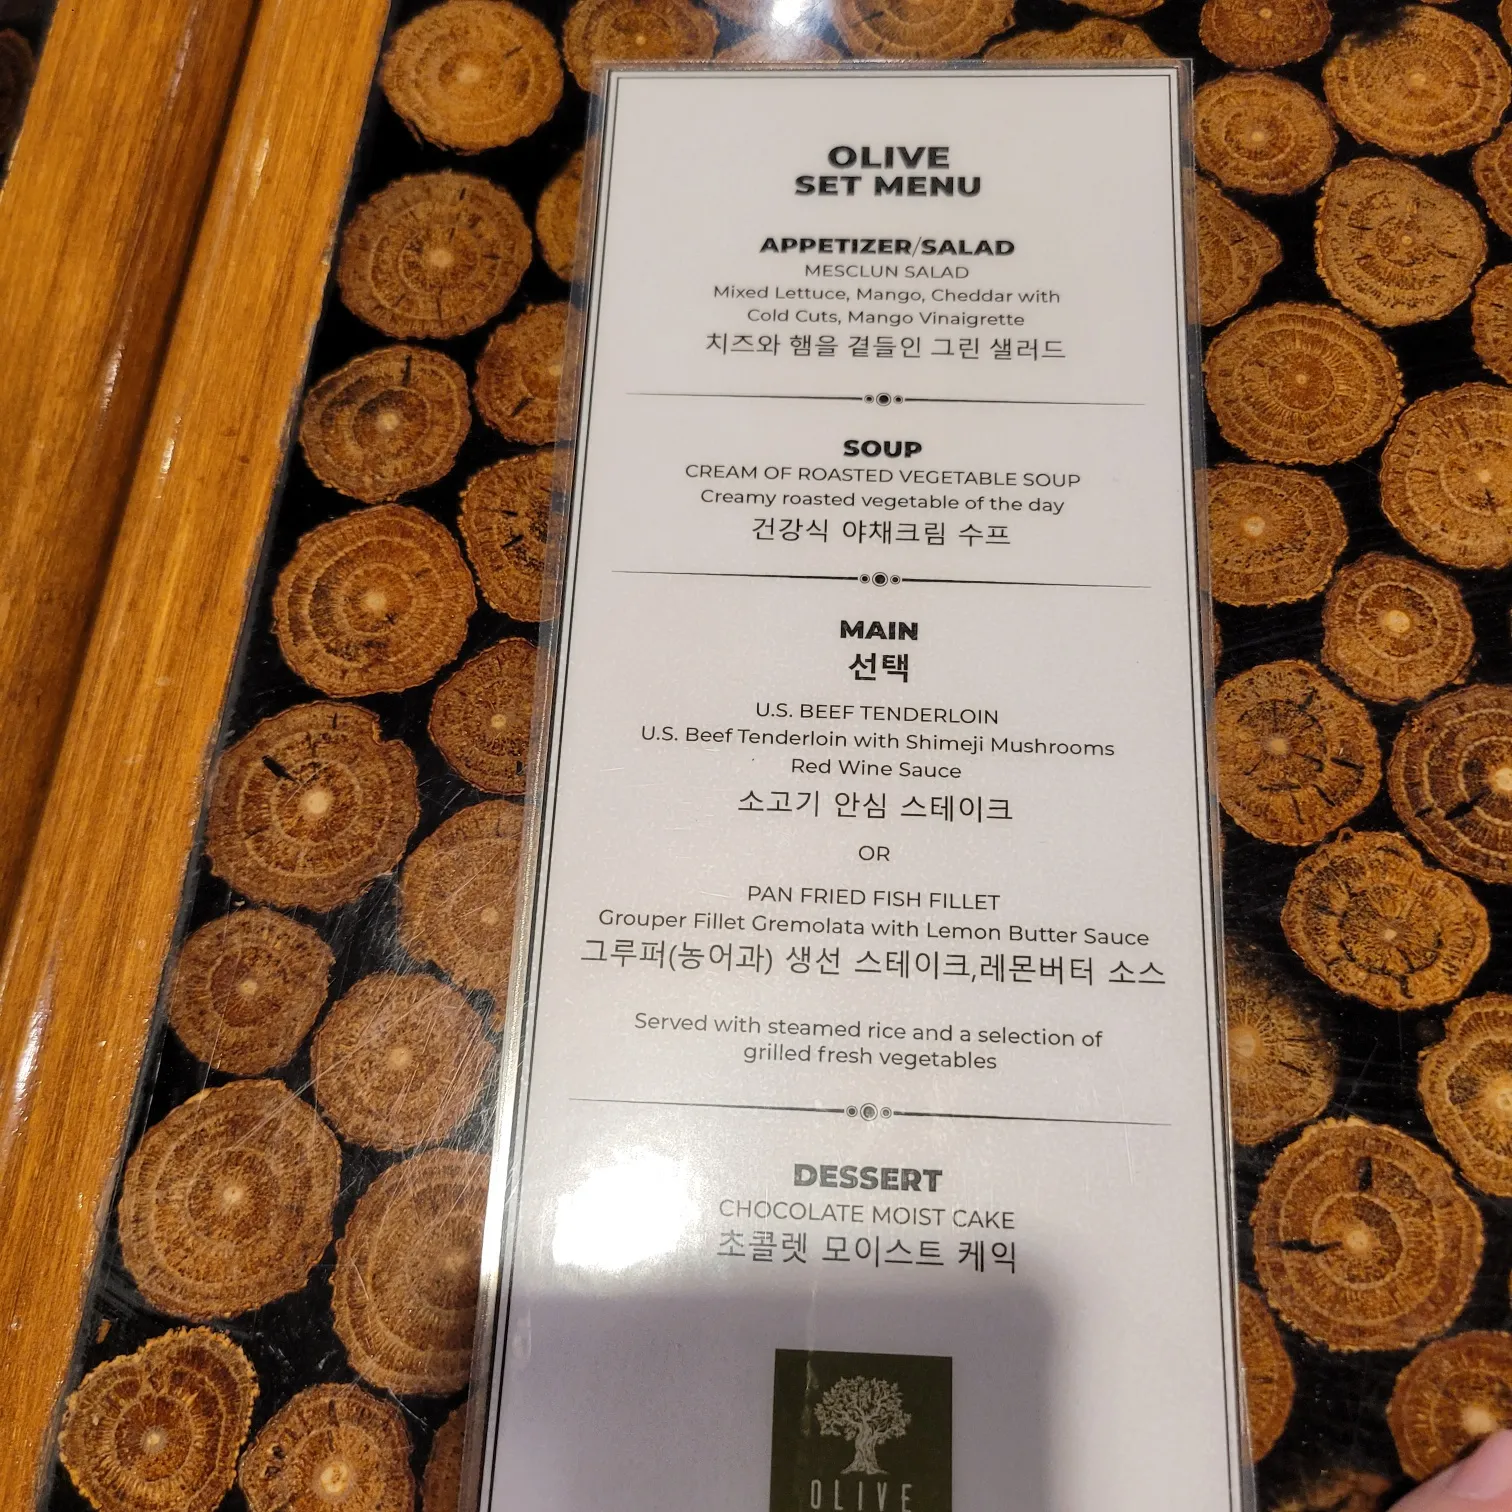 OLIVE
SET MENU
APPETIZER/SALAD
MESCLUN SALAD
Mixed Lettuce, Mango, Cheddar with
Cold Cuts, Mango Vinaigrette
치즈와 햄을 곁들인 그린 샐러드
SOUP
CREAM OF ROASTED VEGETABLE SOUP
Creamy roasted vegetable of the day
건강식 야채크림 수프
MAIN
선택
U.S. BEEF TENDERLOIN
U.S. Beef Tenderloin with Shimeji Mushrooms
Red Wine Sauce
소고기 안심 스테이크
OR
PAN FRIED FISH FILLET
Grouper Fillet Gremolata with Lemon Butter Sauce
그루퍼(농어과) 생선 스테이크,레몬버터 소스
Served with steamed rice and a selection of
grilled fresh vegetables
DESSERT
CHOCOLATE MOIST CAKE
초콜렛 모이스트 케익
OLIVE